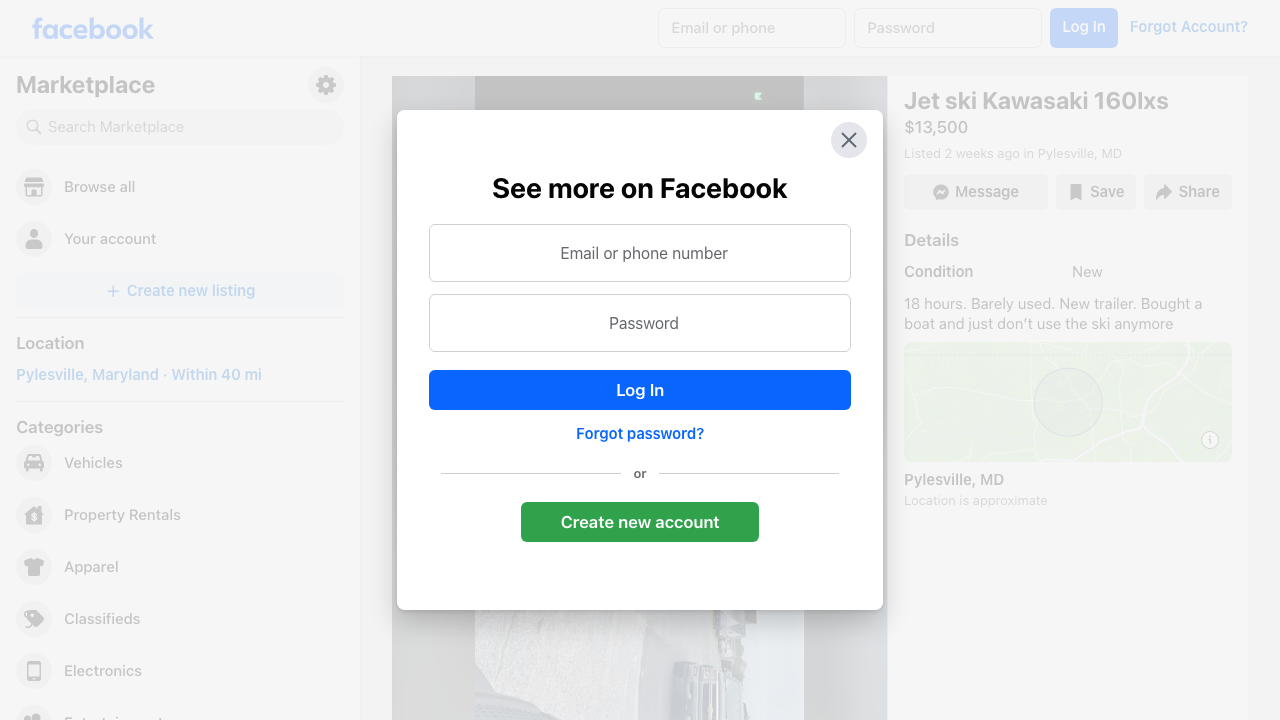 facebook
Email or phone
Password
Log In
Forgot Account?
Marketplace
Search Marketplace
Browse all
Your account
Create new listing
Location
Pylesville, Maryland · Within 40 mi
Categories
Vehicles
Property Rentals
Apparel
Classifieds
Electronics
See more on Facebook
Email or phone number
Password
Log In
Forgot password?
or
Create new account
Jet ski Kawasaki 160lxs
$13,500
Listed 2 weeks ago in Pylesville, MD
Message
Save
Share
Details
Condition
New
18 hours. Barely used. New trailer. Bought a
boat and just don't use the ski anymore
Pylesville, MD
Location is approximate